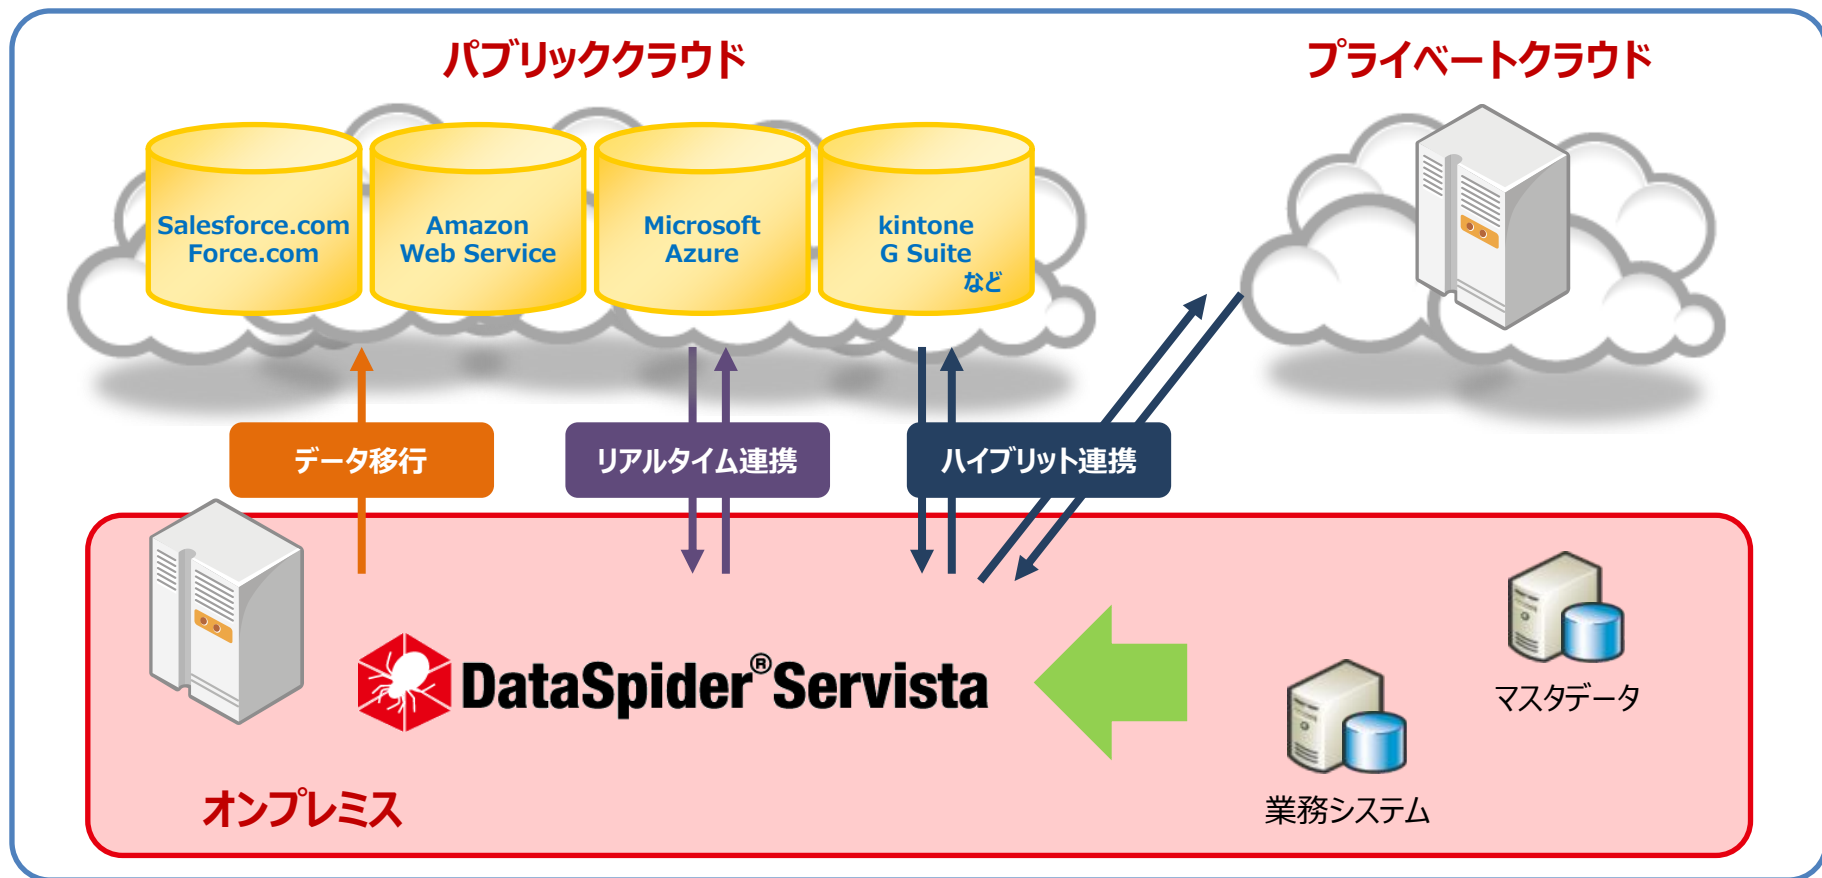 パブリッククラウド
プライベートクラウド
Salesforce.com
Force.com
Amazon
Web Service
Microsoft
Azure
kintone
G Suite
など
データ移行
リアルタイム連携
ハイブリット連携
DataSpider® Servista
マスタデータ
業務システム
オンプレミス